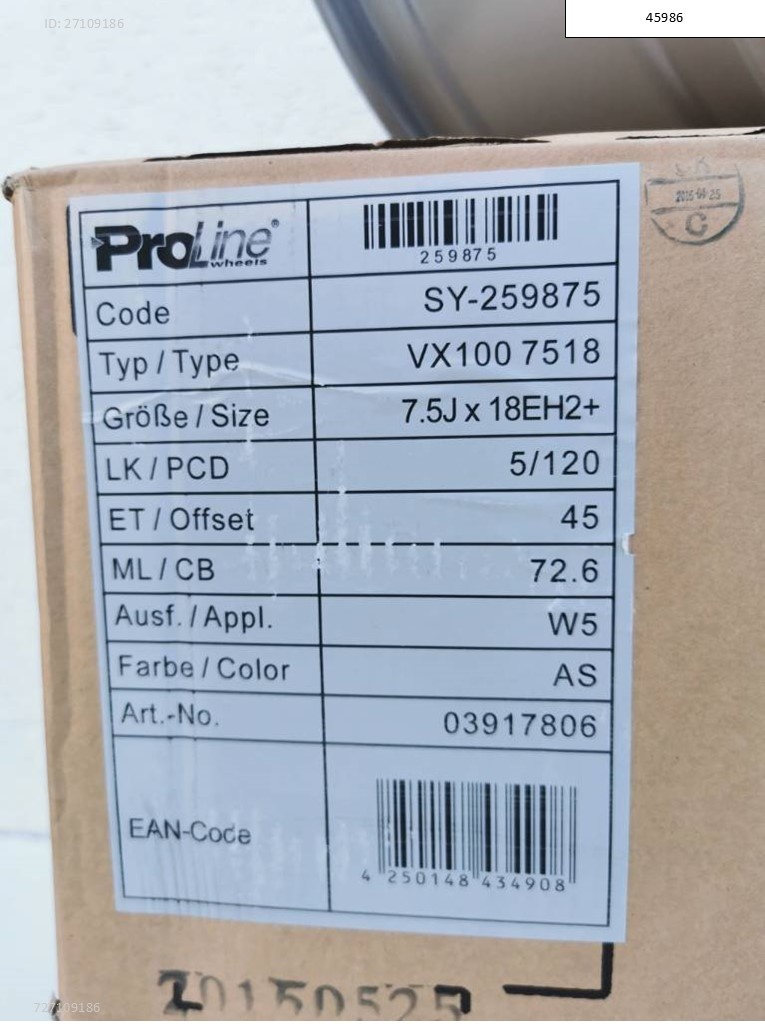 ID: 27109186
45986
ProLine®
wheels
259875
Code SY-259875
Typ / Type VX100 7518
Größe / Size 7.5J x 18EH2+
LK / PCD 5/120
ET / Offset 45
ML / CB 72.6
Ausf. / Appl. W5
Farbe / Color AS
Art.-No. 03917806
EAN-Code
4 250148 434908
C
20150525